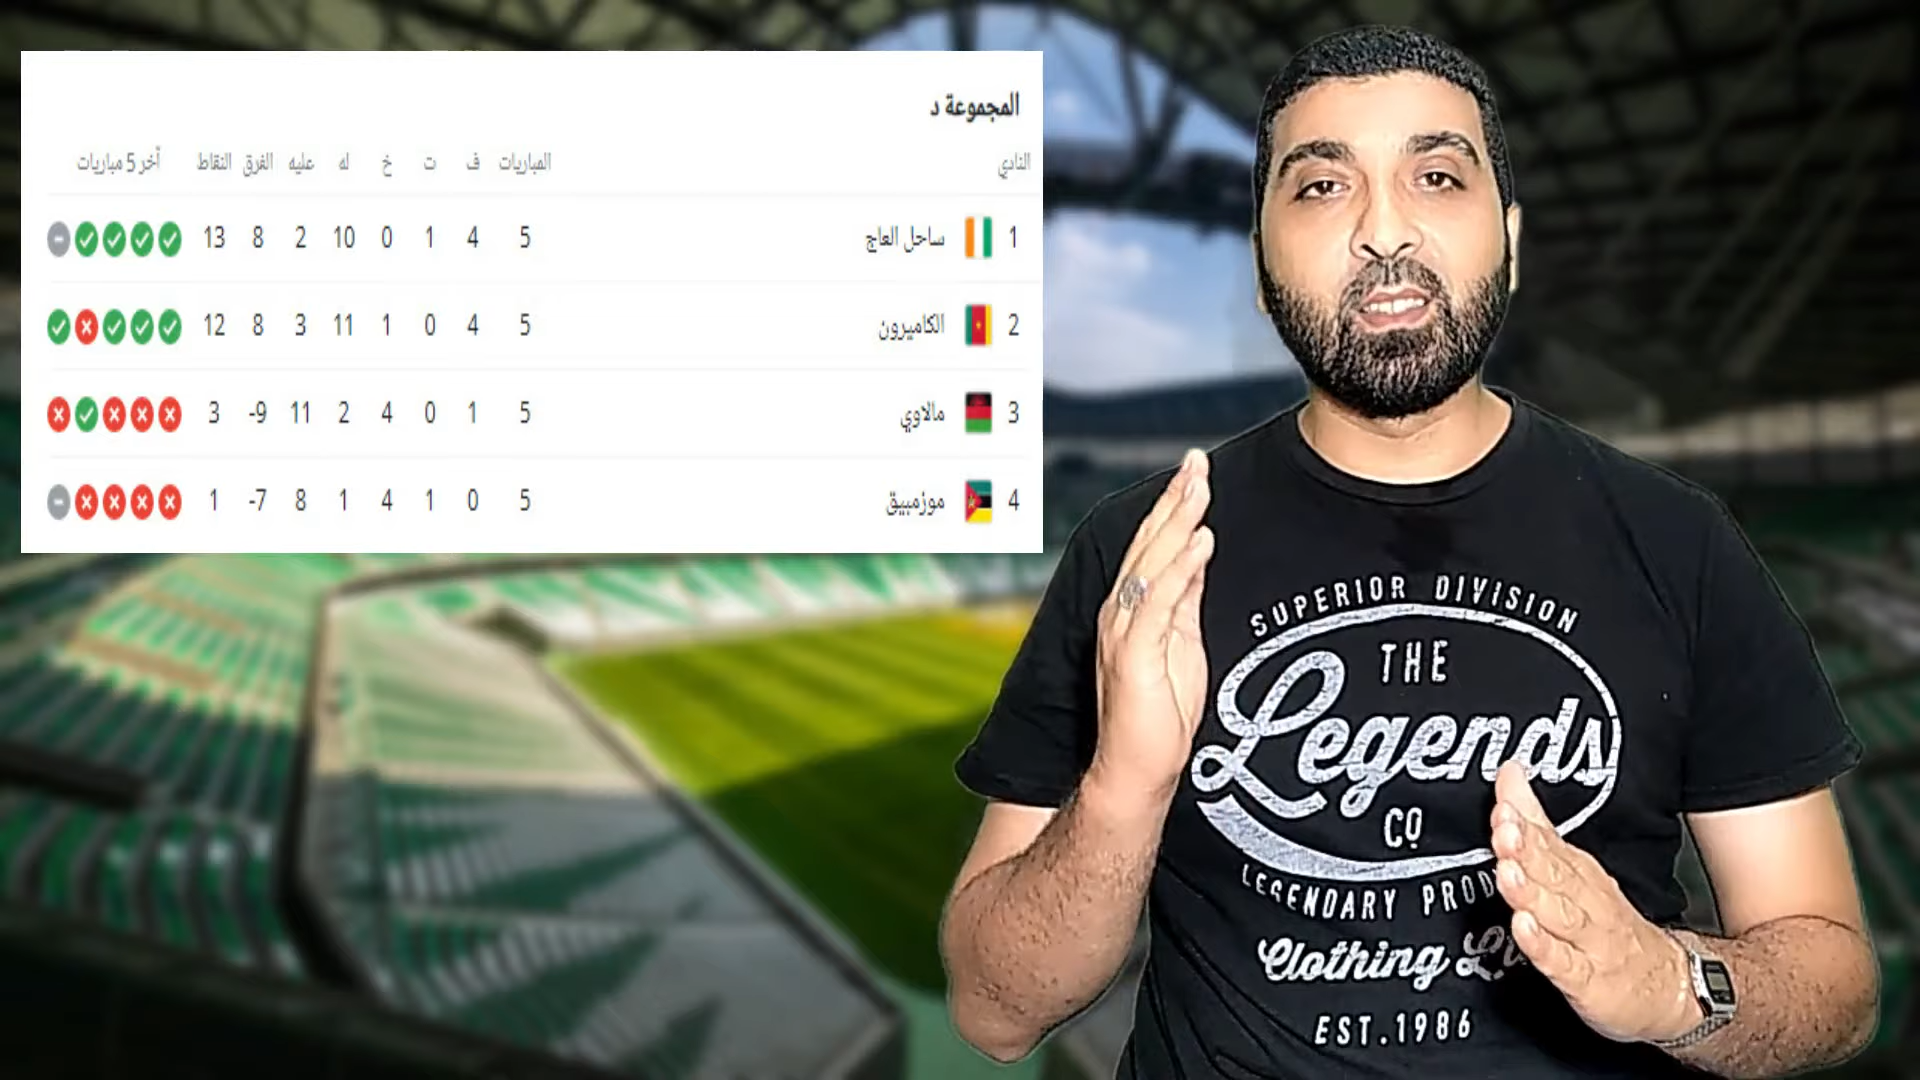 المجموعة د
النادي المباريات ف ت خ له عليه الفرق النقاط آخر 5 مباريات
1 ساحل العاج 5 4 1 0 10 2 8 13
2 الكاميرون 5 4 0 1 11 3 8 12
3 مالاوي 5 1 0 4 2 11 -9 3
4 موزمبيق 5 0 1 4 1 8 -7 1
SUPERIOR DIVISION
THE
Legends
CO
LEGENDARY PROD
Clothing
EST.1986